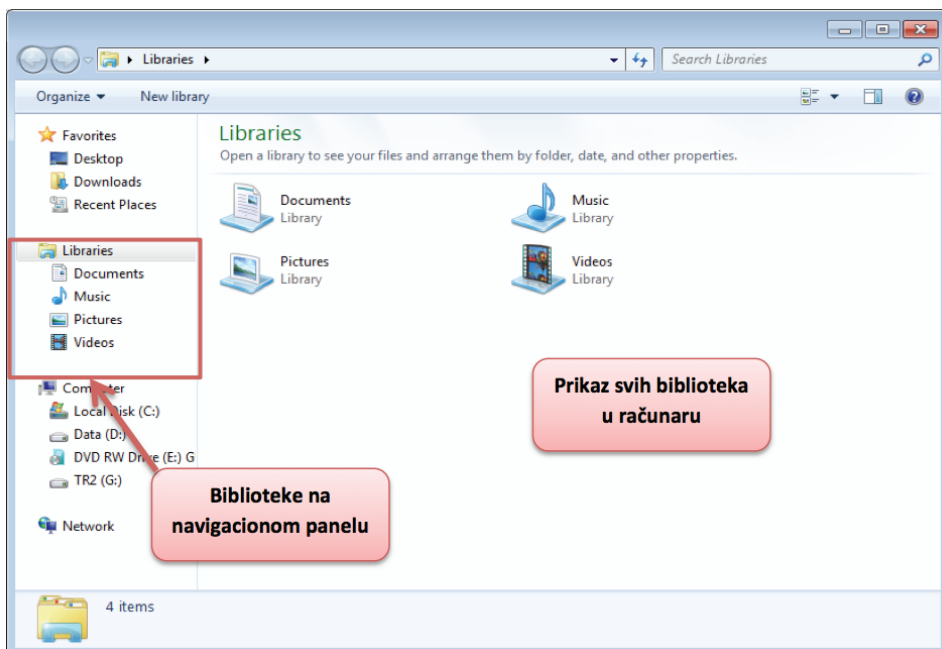 Libraries
Search Libraries
Organize
New library
Favorites
Desktop
Downloads
Recent Places
Libraries
Documents
Music
Pictures
Videos
Computer
Local Disk (C:)
Data (D:)
DVD RW Drive (E:) G
TR2 (G:)
Network
Libraries
Open a library to see your files and arrange them by folder, date, and other properties.
Documents
Library
Music
Library
Pictures
Library
Videos
Library
Prikaz svih biblioteka
u računaru
Biblioteke na
navigacionom panelu
4 items